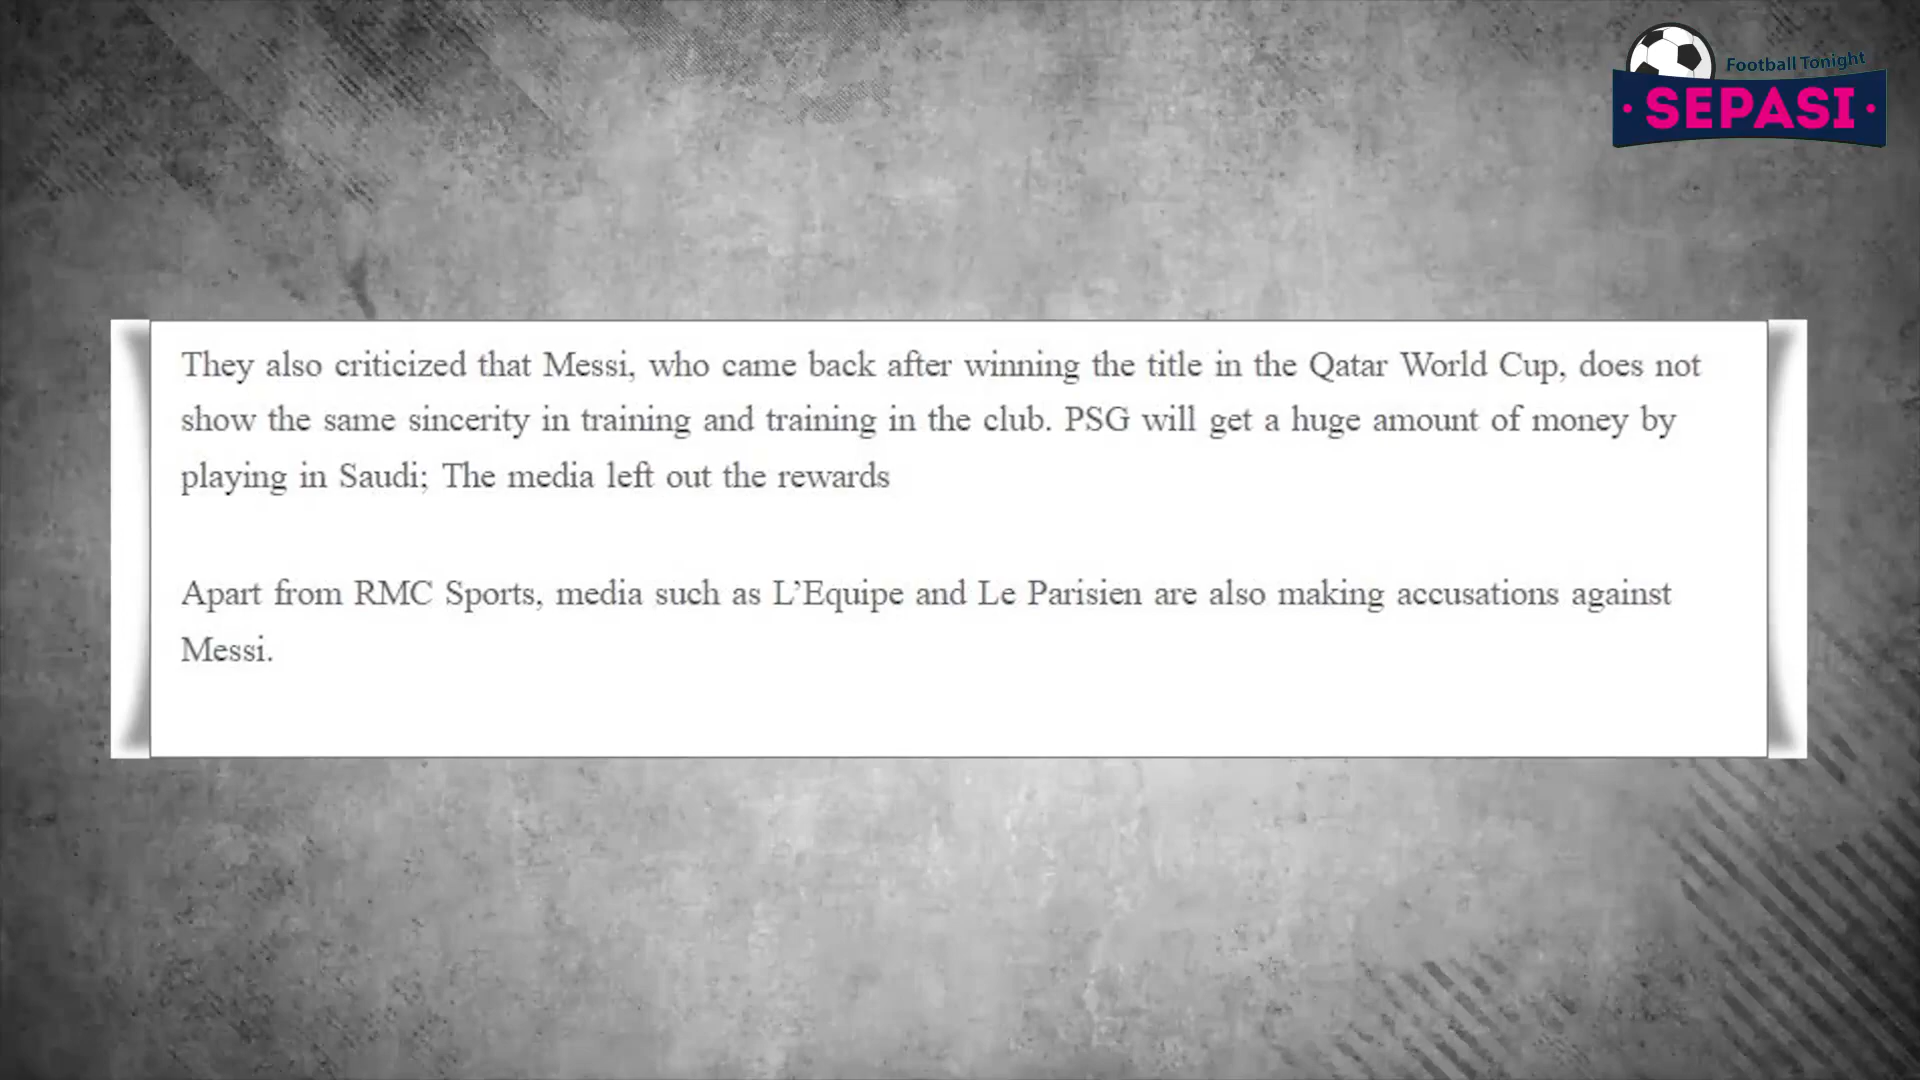 Football Tonight
SEPASI
They also criticized that Messi, who came back after winning the title in the Qatar World Cup, does not
show the same sincerity in training and training in the club. PSG will get a huge amount of money by
playing in Saudi; The media left out the rewards
Apart from RMC Sports, media such as L’Equipe and Le Parisien are also making accusations against
Messi.